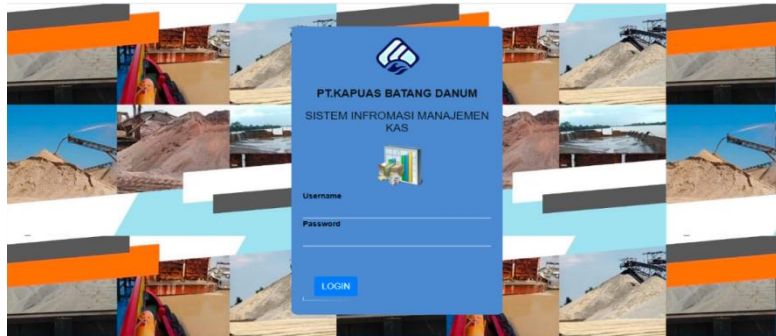 PT.KAPUAS BATANG DANUM
SISTEM INFROMASI MANAJEMEN
KAS
Username
Password
LOGIN